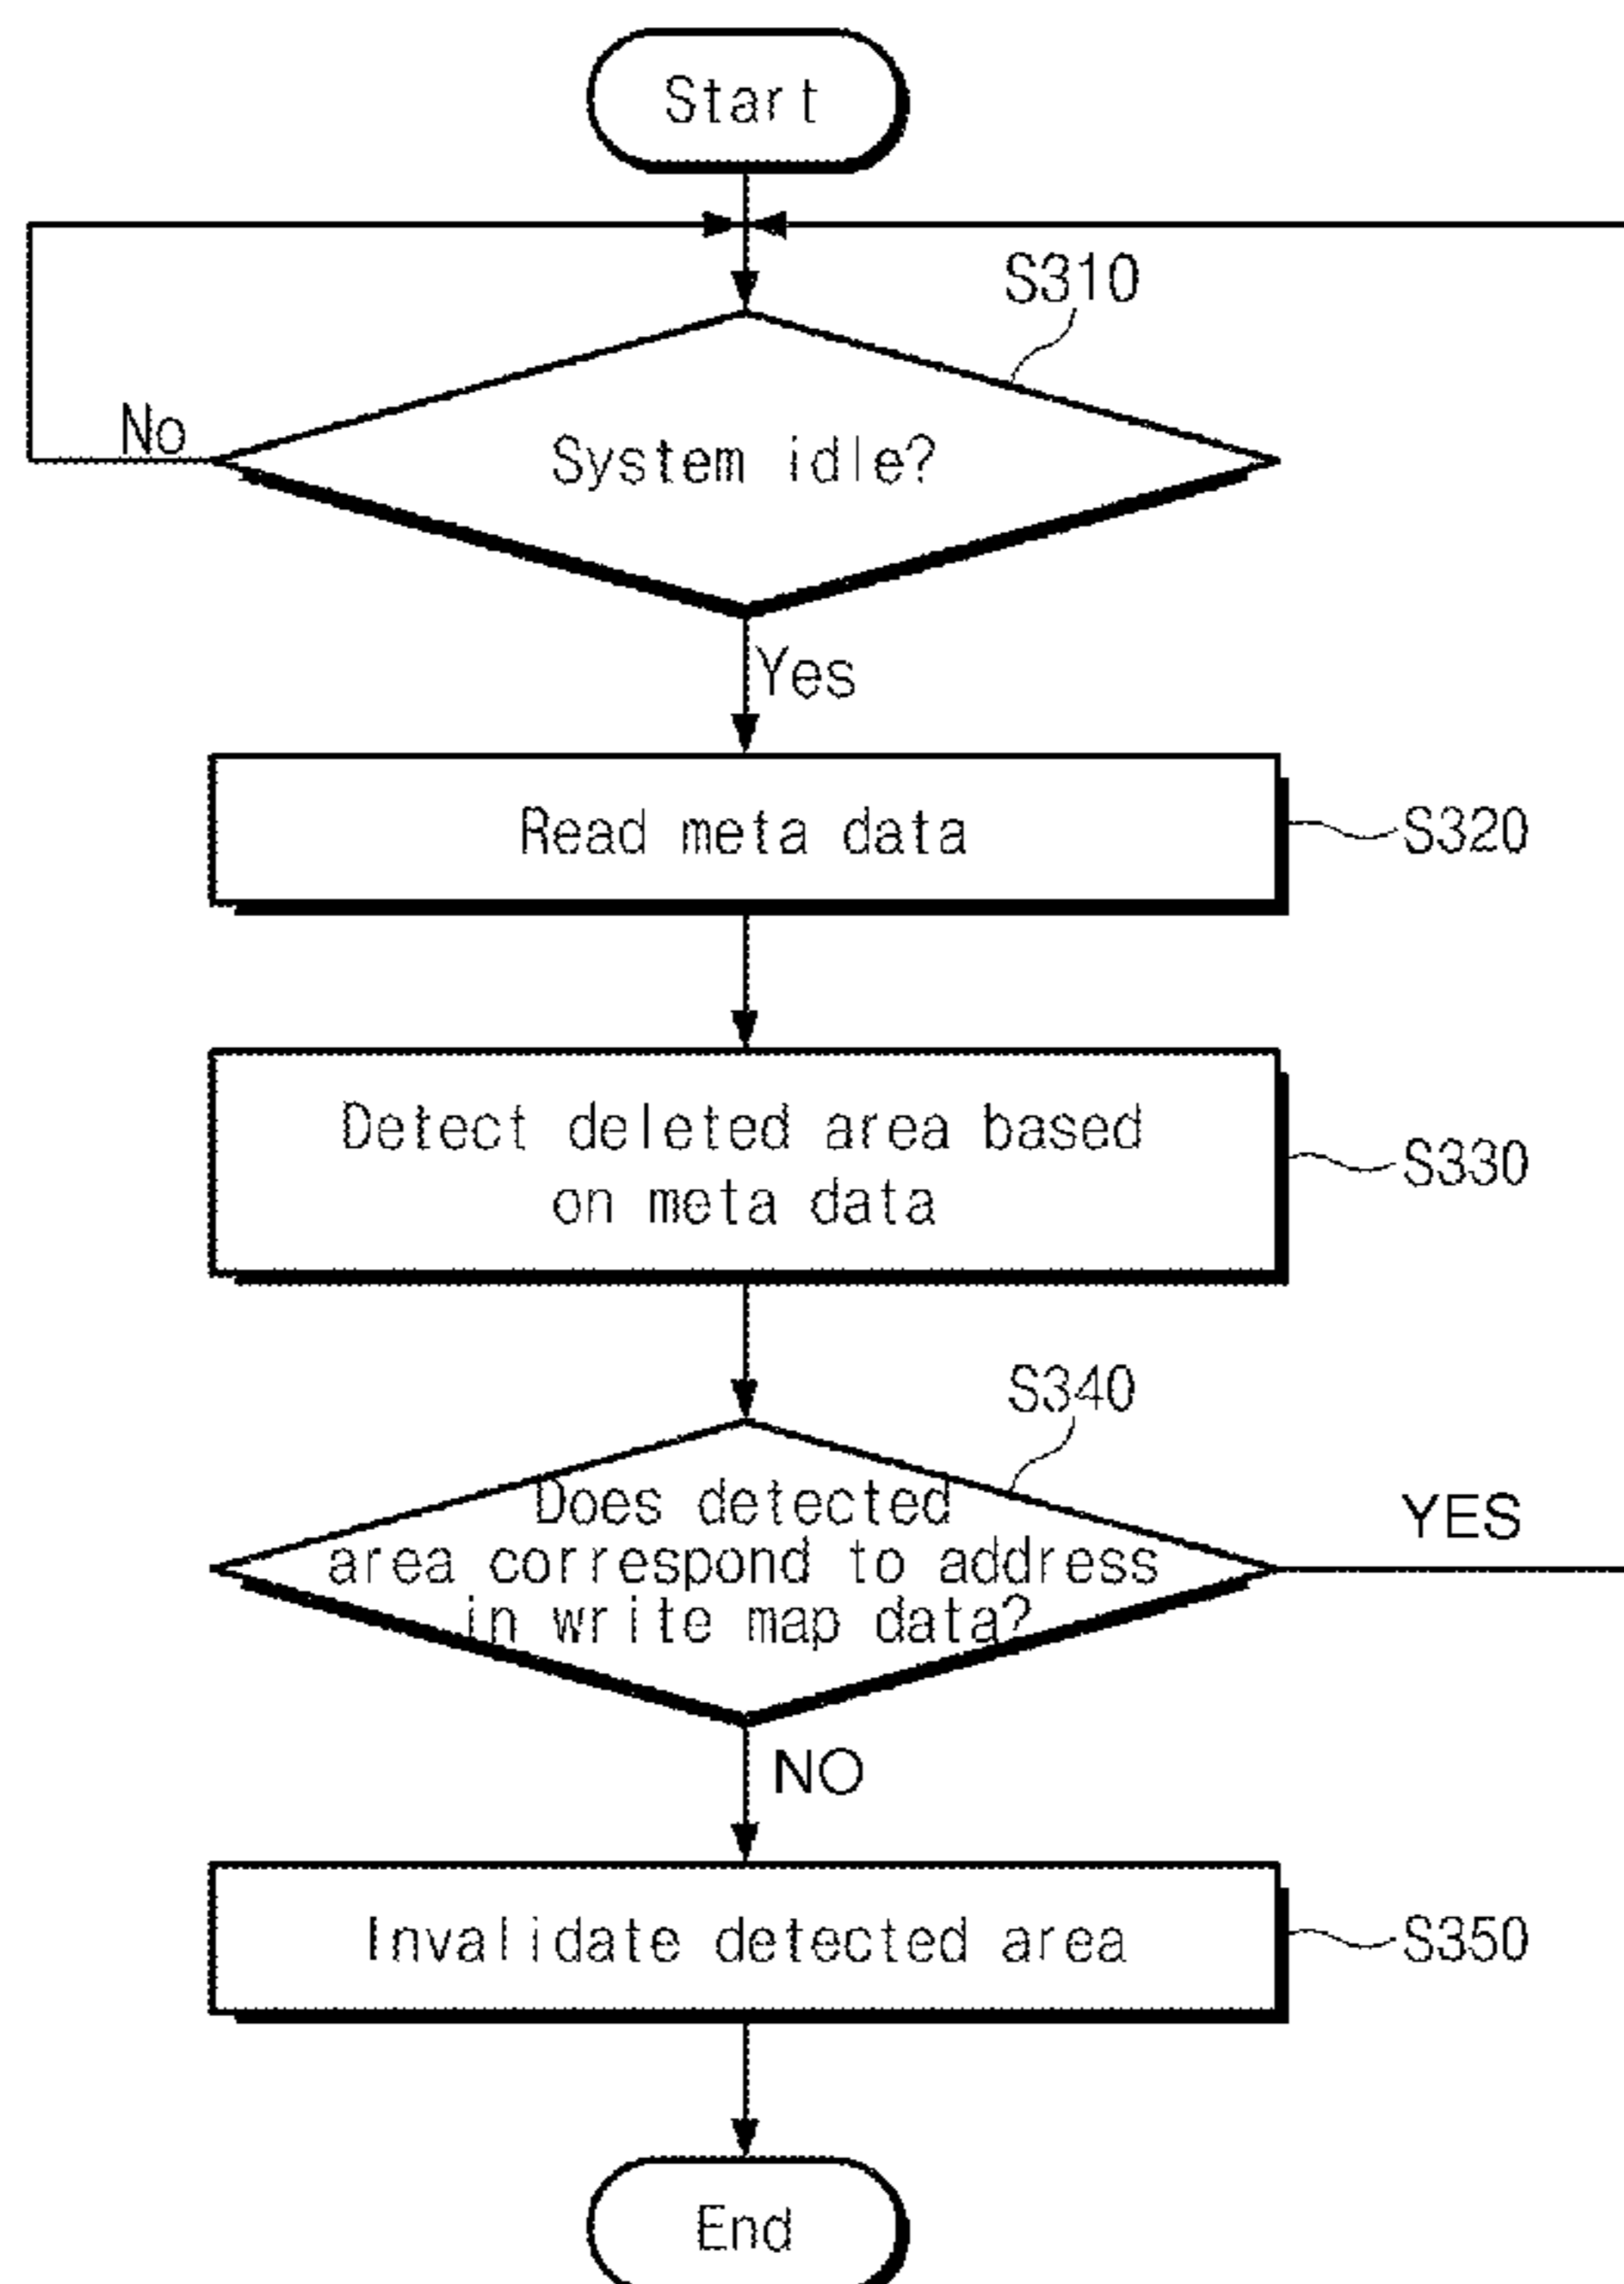 Start
S310
No
System idle?
Yes
Read meta data
S320
Detect deleted area based
on meta data
S330
S340
Does detected
area correspond to address
in write map data?
YES
NO
Invalidate detected area
S350
End